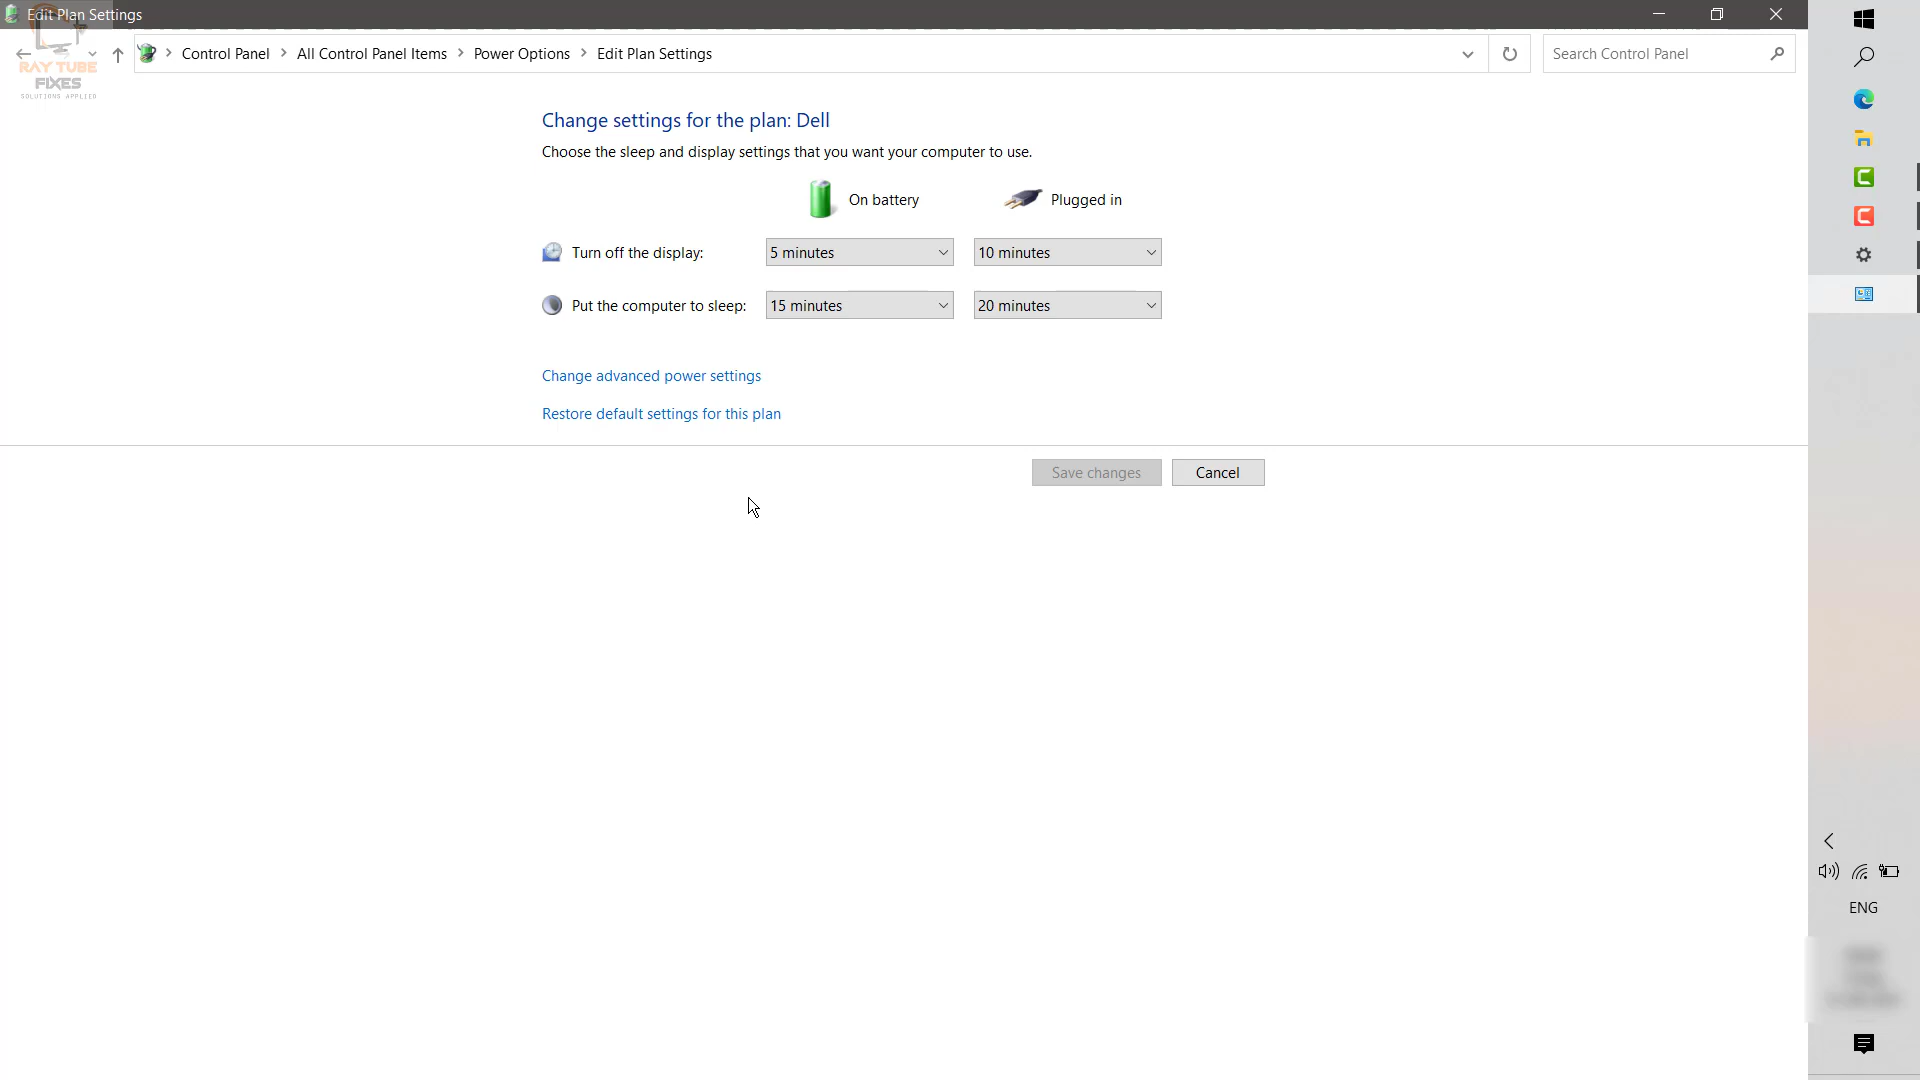 Edit Plan Settings
RAY TUBE
FIXES
SOLUTIONS APPLIED
Control Panel > All Control Panel Items > Power Options > Edit Plan Settings
Search Control Panel
Change settings for the plan: Dell
Choose the sleep and display settings that you want your computer to use.
On battery Plugged in
Turn off the display: 5 minutes 10 minutes
Put the computer to sleep: 15 minutes 20 minutes
Change advanced power settings
Restore default settings for this plan
Save changes Cancel
ENG